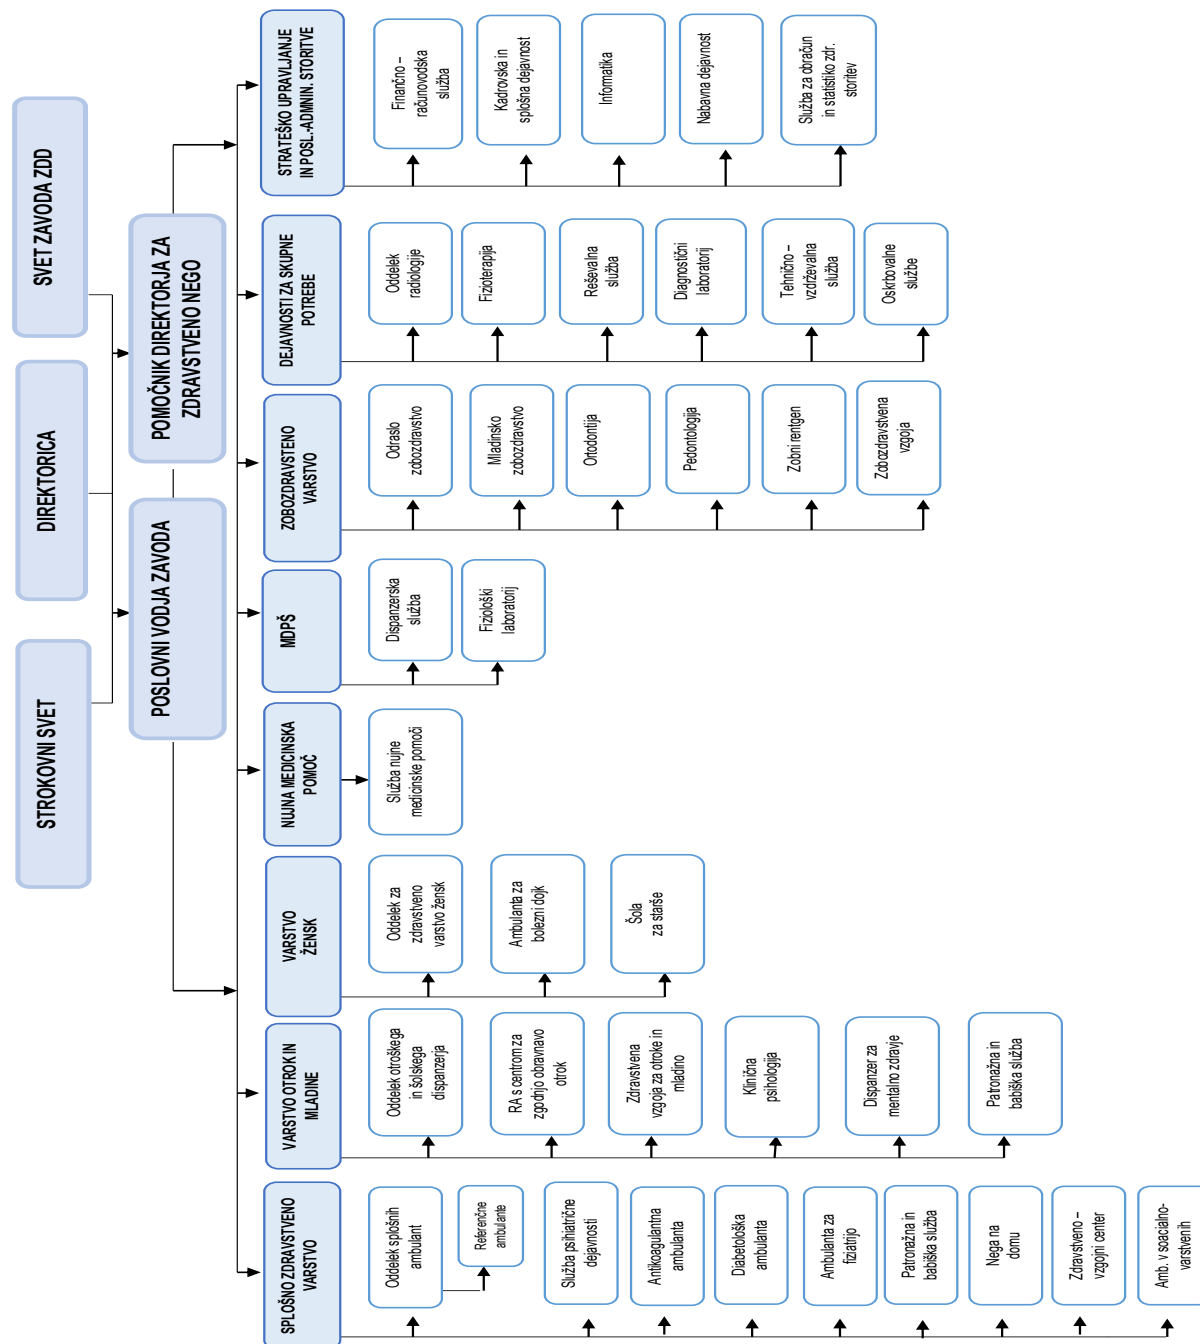 STROKOVNI SVET
DIREKTORICA
SVET ZAVODA ZDD
POSLOVNI VODJA ZAVODA
POMOČNIK DIREKTORJA ZA
ZDRAVSTVENO NEGO
SPLOŠNO ZDRAVSTVENO
VARSTVO
Oddelek splošnih
ambulant
Referenčne
ambulante
Služba psihiatrične
dejavnosti
Antikoagulantna
ambulanta
Diabetološka
ambulanta
Ambulanta za
fiziatrijo
Patronažna in
babiška služba
Nega na
domu
Zdravstveno –
vzgojni center
Amb. v soacialno-
varstvenih
VARSTVO OTROK IN
MLADINE
Oddelek otroškega
in šolskega
dispanzerja
RA s centrom za
zgodnjo obravnavo
otrok
Zdravstvena
vzgoja za otroke in
mladino
Klinična
psihologija
Dispanzer za
mentalno zdravje
Patronažna in
babiška služba
VARSTVO
ŽENSK
Oddelek za
zdravstveno
varstvo žensk
Ambulanta za
bolezni dojk
Šola
za starše
NUJNA MEDICINSKA
POMOČ
Služba nujne
medicinske pomoči
MDPŠ
Dispanzerska
služba
Fiziološki
laboratorij
ZOBOZDRAVSTENO
VARSTVO
Odraslo
zobozdravstvo
Mladinsko
zobozdravstvo
Ortodontija
Pedontologija
Zobni rentgen
Zobozdravstvena
vzgoja
DEJAVNOSTI ZA SKUPNE
POTREBE
Oddelek
radiologije
Fizioterapija
Reševalna
služba
Diagnostični
laboratorij
Tehnično –
vzdrževalna
služba
Oskrbovalne
službe
STRATEŠKO UPRAVLJANJE
IN POSL.-ADMNIN. STORITVE
Finančno –
računovodska
služba
Kadrovska in
splošna dejavnost
Informatika
Nabavna dejavnost
Služba za obračun
in statistiko zdr.
storitev